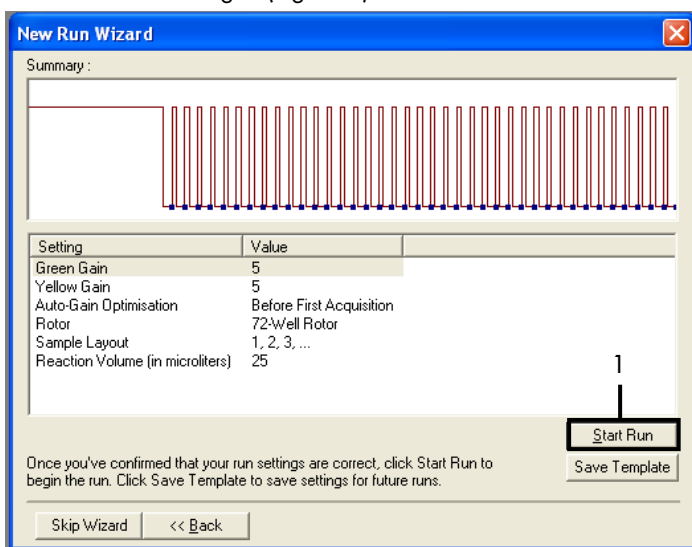 New Run Wizard
Summary :
Setting Value
Green Gain 5
Yellow Gain 5
Auto-Gain Optimisation Before First Acquisition
Rotor 72-Well Rotor
Sample Layout 1, 2, 3, ...
Reaction Volume (in microliters) 25
1
Start Run
Once you've confirmed that your run settings are correct, click Start Run to
begin the run. Click Save Template to save settings for future runs.
Save Template
Skip Wizard << Back